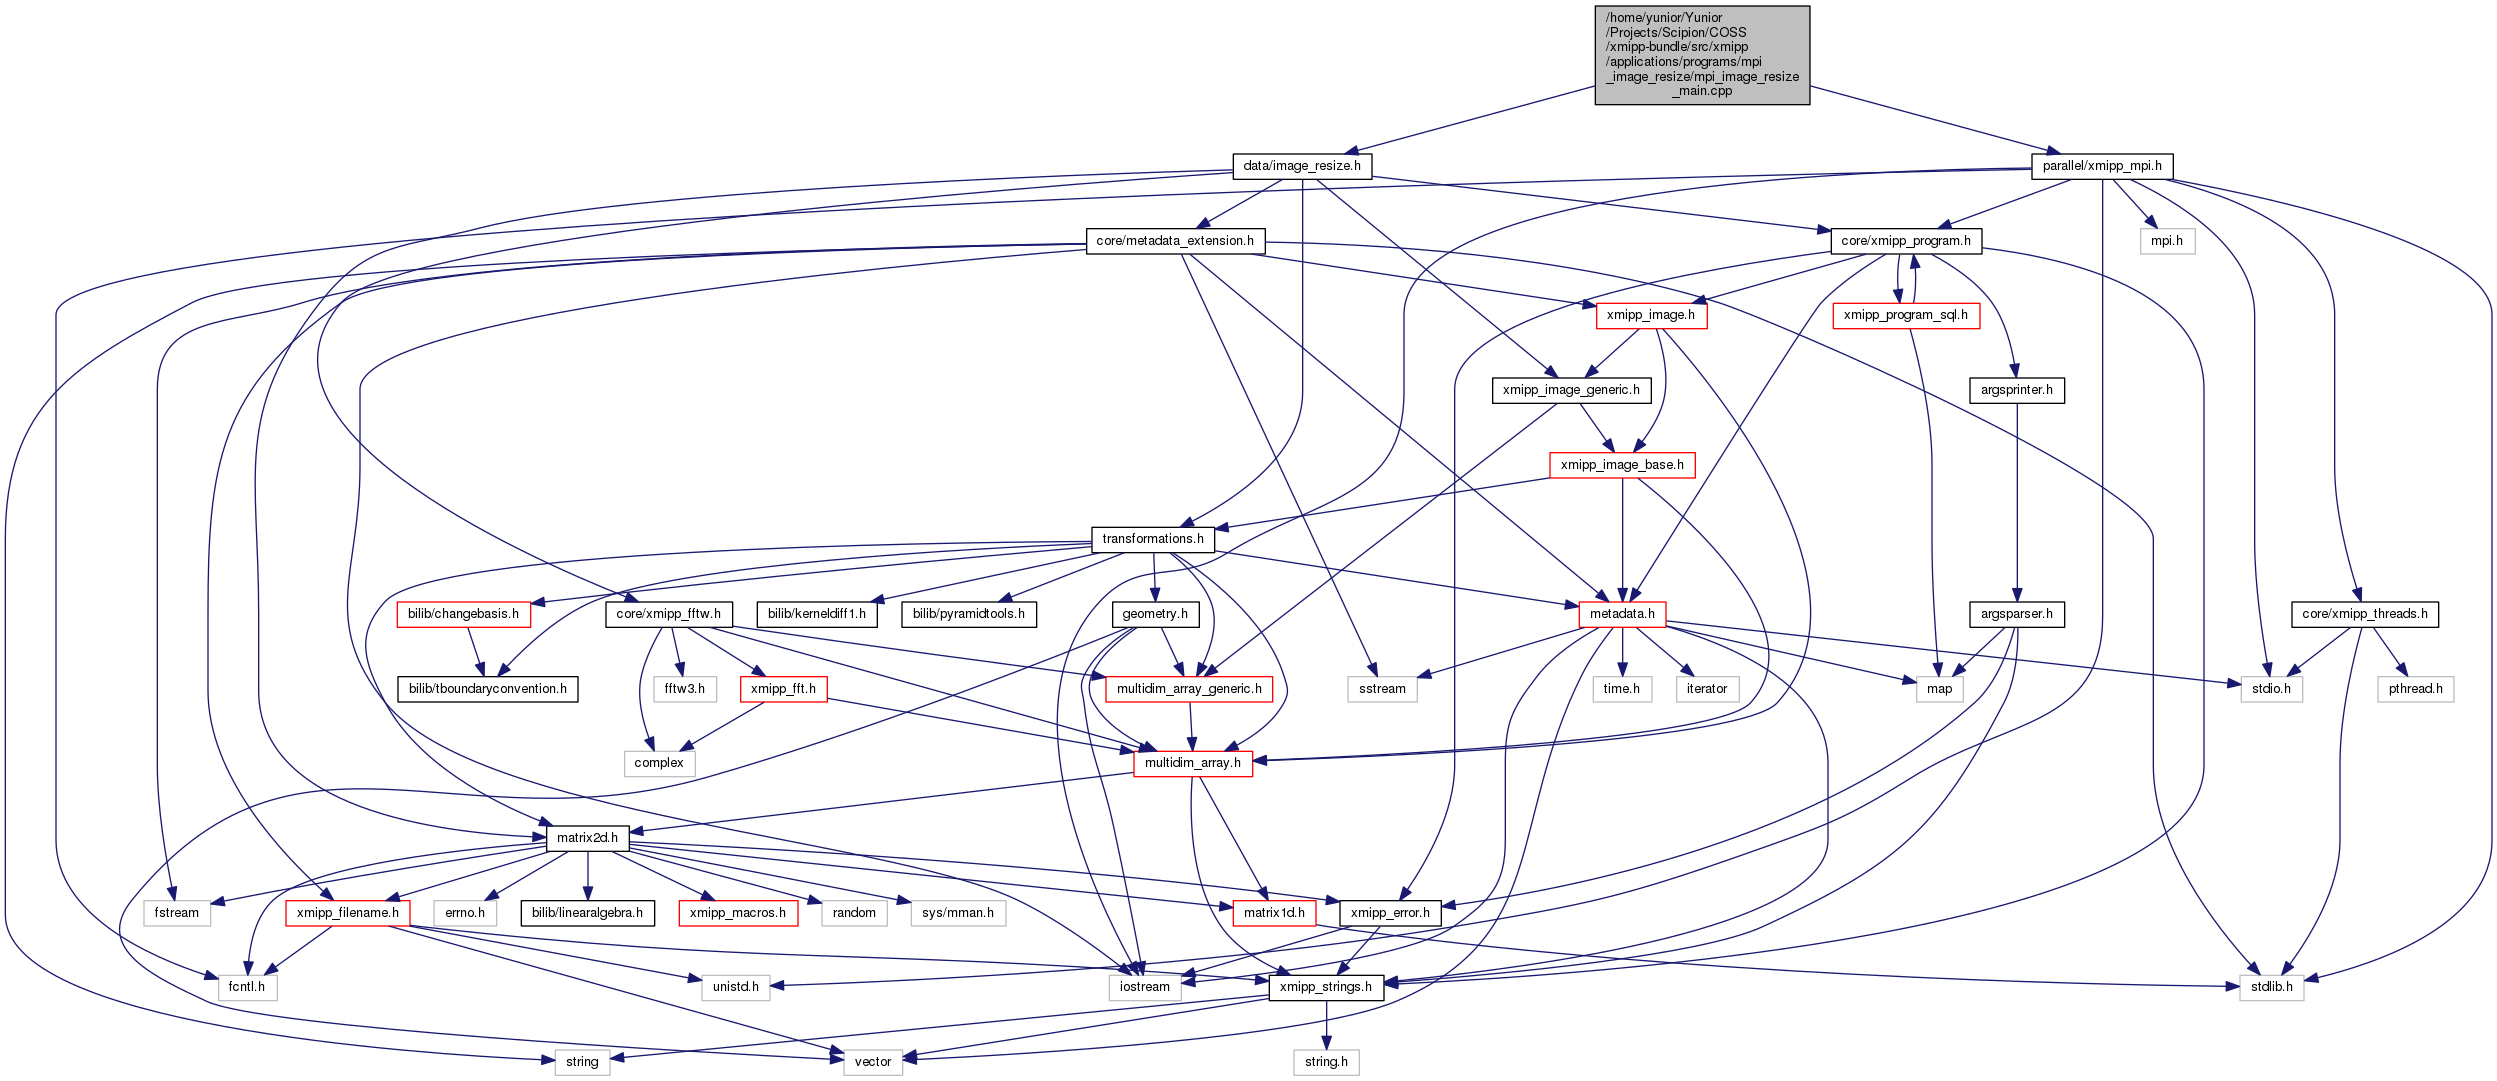 /home/yunior/Yunior
/Projects/Scipion/COSS
/xmipp-bundle/src/xmipp
/applications/programs/mpi
_image_resize/mpi_image_resize
_main.cpp
data/image_resize.h
parallel/xmipp_mpi.h
core/metadata_extension.h
core/xmipp_program.h
mpi.h
xmipp_image.h
xmipp_program_sql.h
xmipp_image_generic.h
argsprinter.h
xmipp_image_base.h
transformations.h
bilib/changebasis.h
core/xmipp_fftw.h
bilib/kerneldiff1.h
bilib/pyramidtools.h
geometry.h
metadata.h
argsparser.h
core/xmipp_threads.h
bilib/tboundaryconvention.h
fftw3.h
xmipp_fft.h
multidim_array_generic.h
sstream
time.h
iterator
map
stdio.h
pthread.h
complex
multidim_array.h
matrix2d.h
fstream
xmipp_filename.h
errno.h
bilib/linearalgebra.h
xmipp_macros.h
random
sys/mman.h
matrix1d.h
xmipp_error.h
fcntl.h
unistd.h
iostream
xmipp_strings.h
stdlib.h
string
vector
string.h